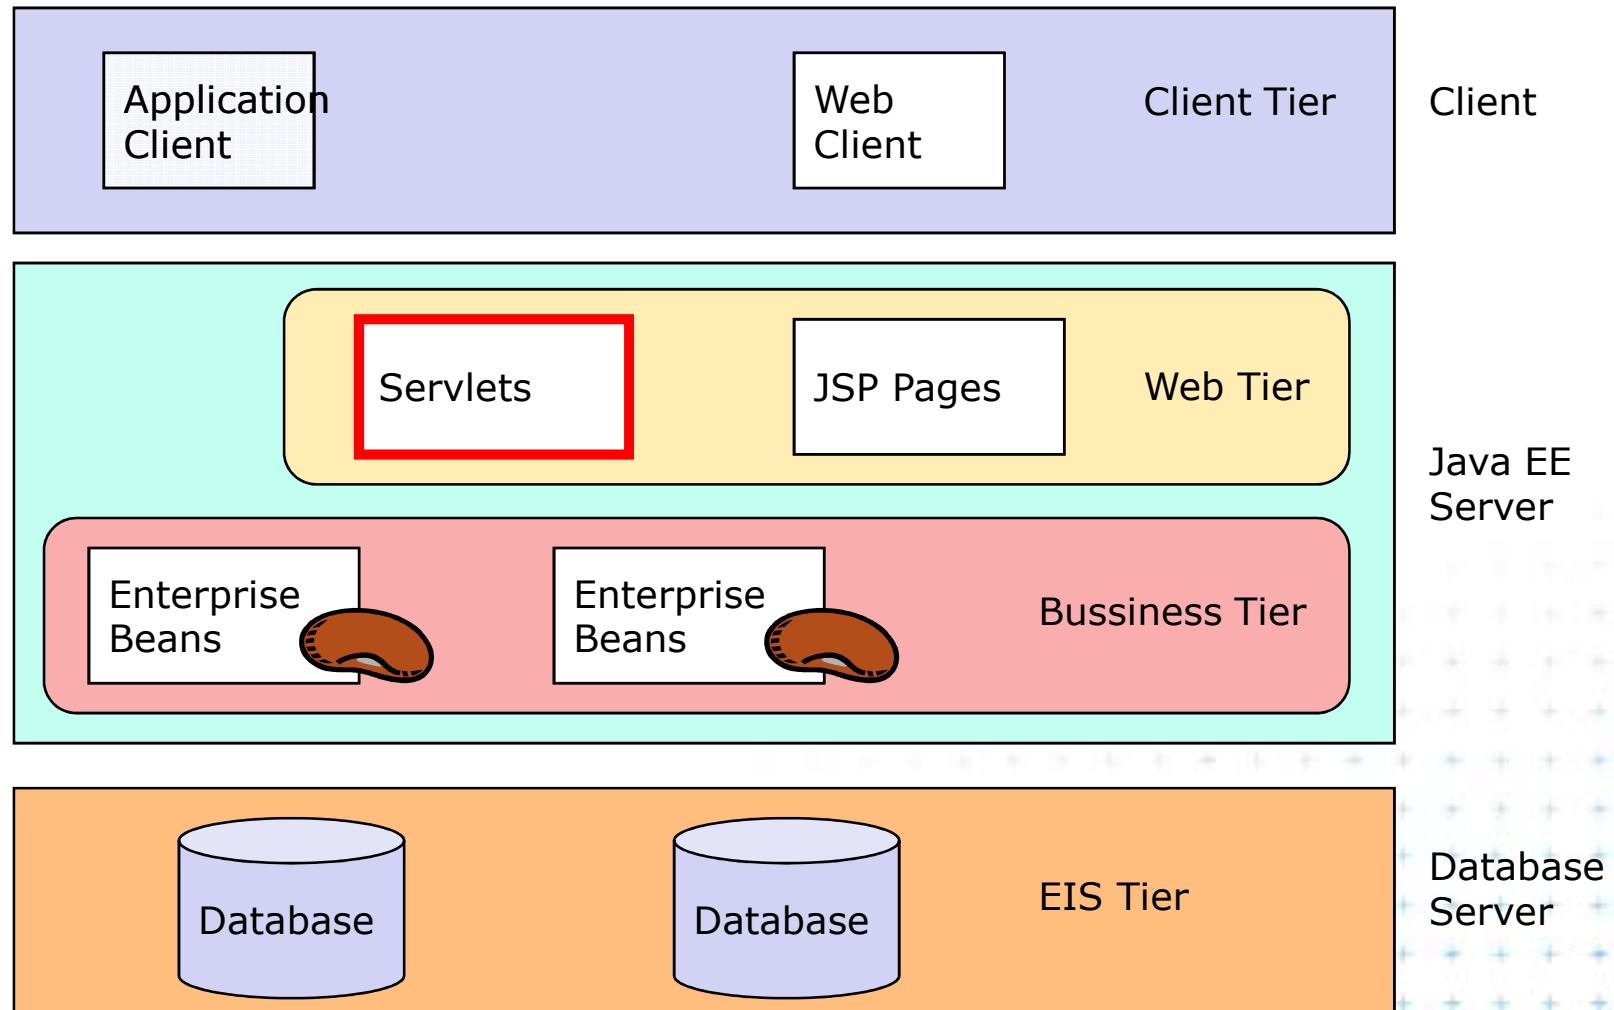 Application
Client
Web
Client
Client Tier
Client
Servlets
JSP Pages
Web Tier
Java EE
Server
Enterprise
Beans
Enterprise
Beans
Bussiness Tier
Database
Database
EIS Tier
Database
Server